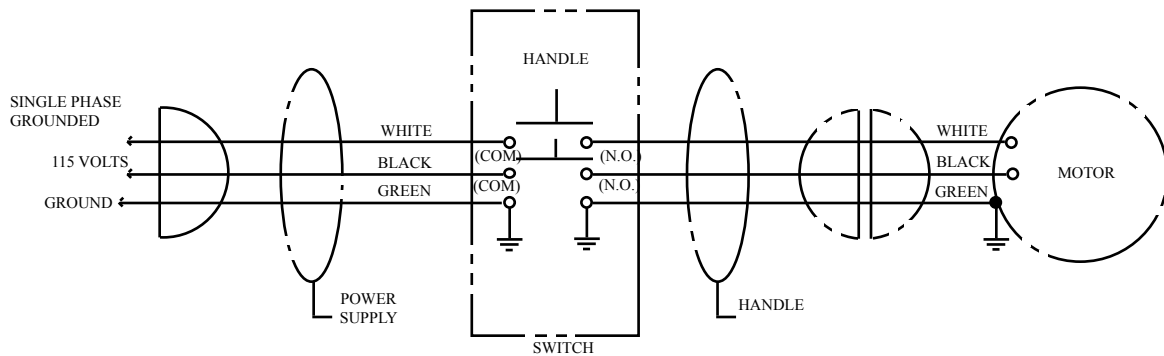 HANDLE
SINGLE PHASE
GROUNDED
WHITE
WHITE
(COM)
(N.O.)
115 VOLTS
BLACK
BLACK
MOTOR
(COM)
(N.O.)
GREEN
GREEN
GROUND
POWER
SUPPLY
HANDLE
SWITCH